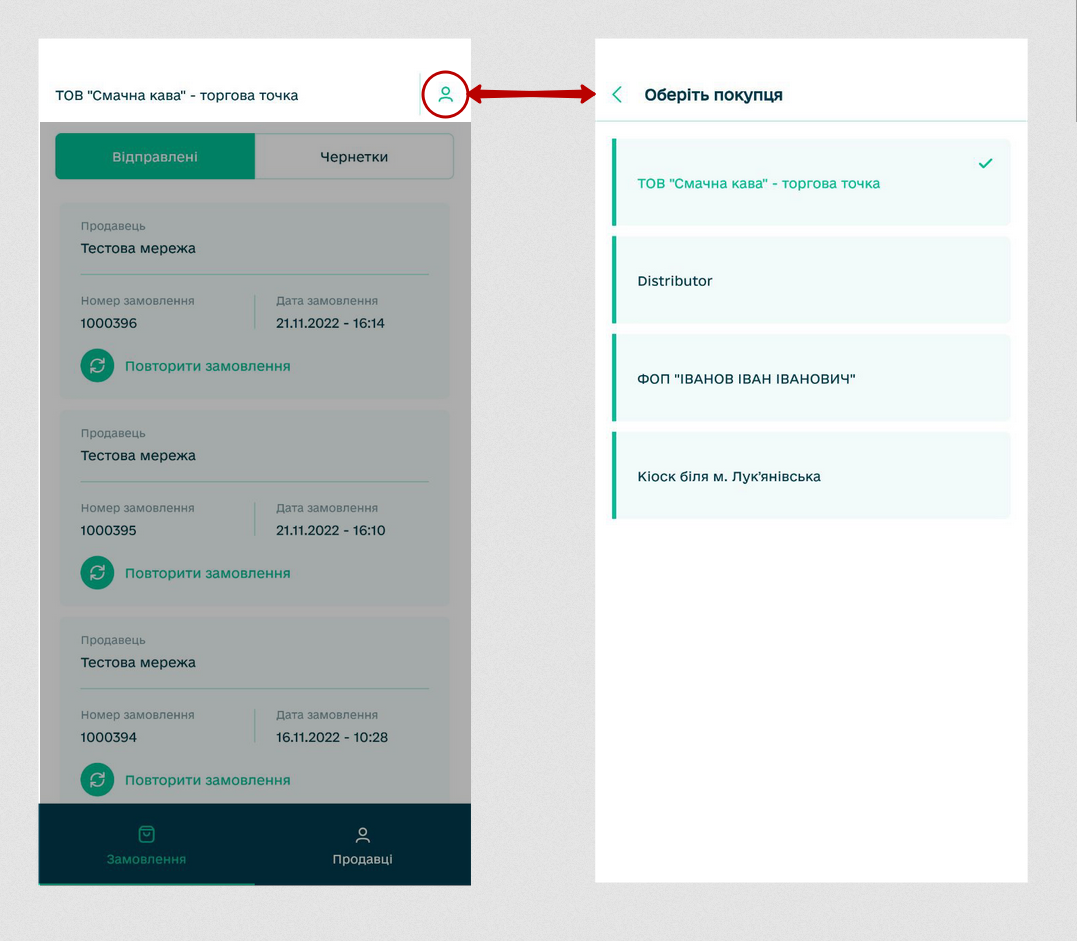 ТОВ "Смачна кава" - торгова точка
Відправлені
Чернетки
Продавець
Тестова мережа
Номер замовлення
Дата замовлення
1000396
21.11.2022 - 16:14
Повторити замовлення
Продавець
Тестова мережа
Номер замовлення
Дата замовлення
1000395
21.11.2022 - 16:10
Повторити замовлення
Продавець
Тестова мережа
Номер замовлення
Дата замовлення
1000394
16.11.2022 - 10:28
Повторити замовлення
Замовлення
Продавці
Оберіть покупця
ТОВ "Смачна кава" - торгова точка
Distributor
ФОП "ІВАНОВ ІВАН ІВАНОВИЧ"
Кіоск біля м. Лук’янівська